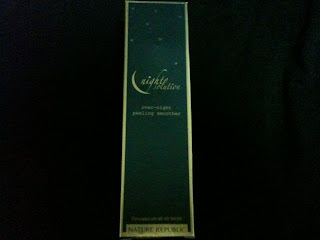 night
solution
over-night
peeling smoother
NATURE REPUBLIC